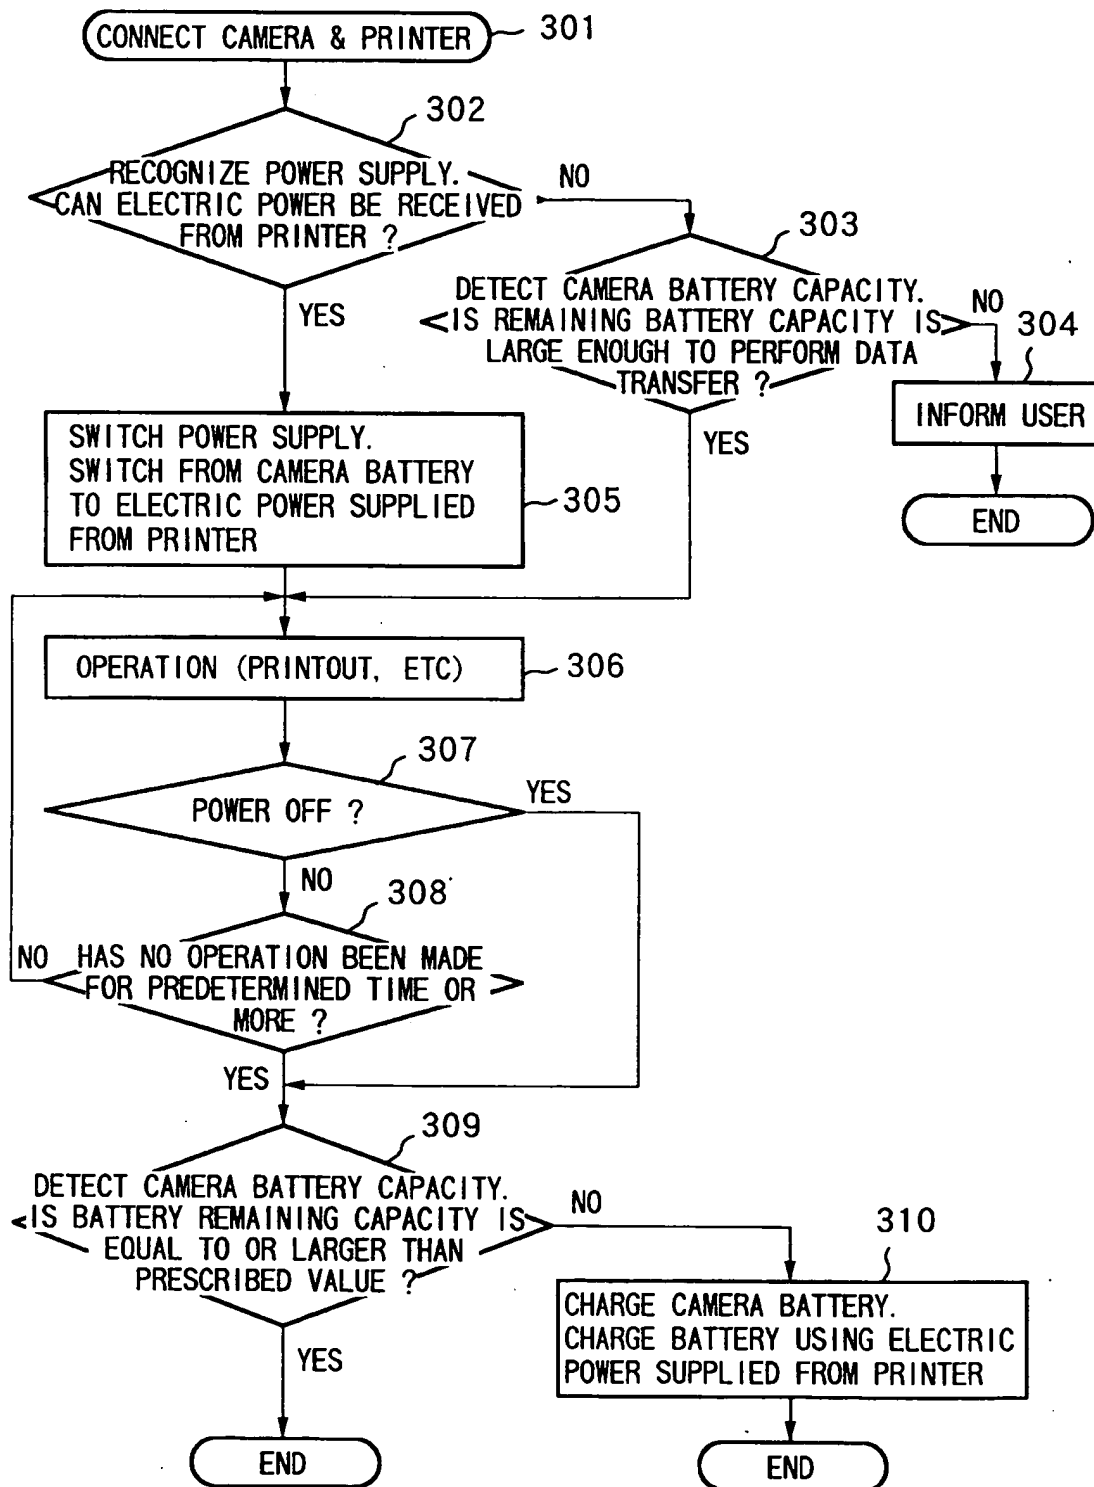 CONNECT CAMERA & PRINTER
301
302
RECOGNIZE POWER SUPPLY.
CAN ELECTRIC POWER BE RECEIVED
FROM PRINTER ?
NO
YES
303
DETECT CAMERA BATTERY CAPACITY.
IS REMAINING BATTERY CAPACITY IS
LARGE ENOUGH TO PERFORM DATA
TRANSFER ?
NO
YES
304
INFORM USER
END
SWITCH POWER SUPPLY.
SWITCH FROM CAMERA BATTERY
TO ELECTRIC POWER SUPPLIED
FROM PRINTER
305
OPERATION (PRINTOUT, ETC)
306
307
POWER OFF ?
YES
NO
308
HAS NO OPERATION BEEN MADE
FOR PREDETERMINED TIME OR
MORE ?
NO
YES
309
DETECT CAMERA BATTERY CAPACITY.
IS BATTERY REMAINING CAPACITY IS
EQUAL TO OR LARGER THAN
PRESCRIBED VALUE ?
NO
YES
310
CHARGE CAMERA BATTERY.
CHARGE BATTERY USING ELECTRIC
POWER SUPPLIED FROM PRINTER
END
END